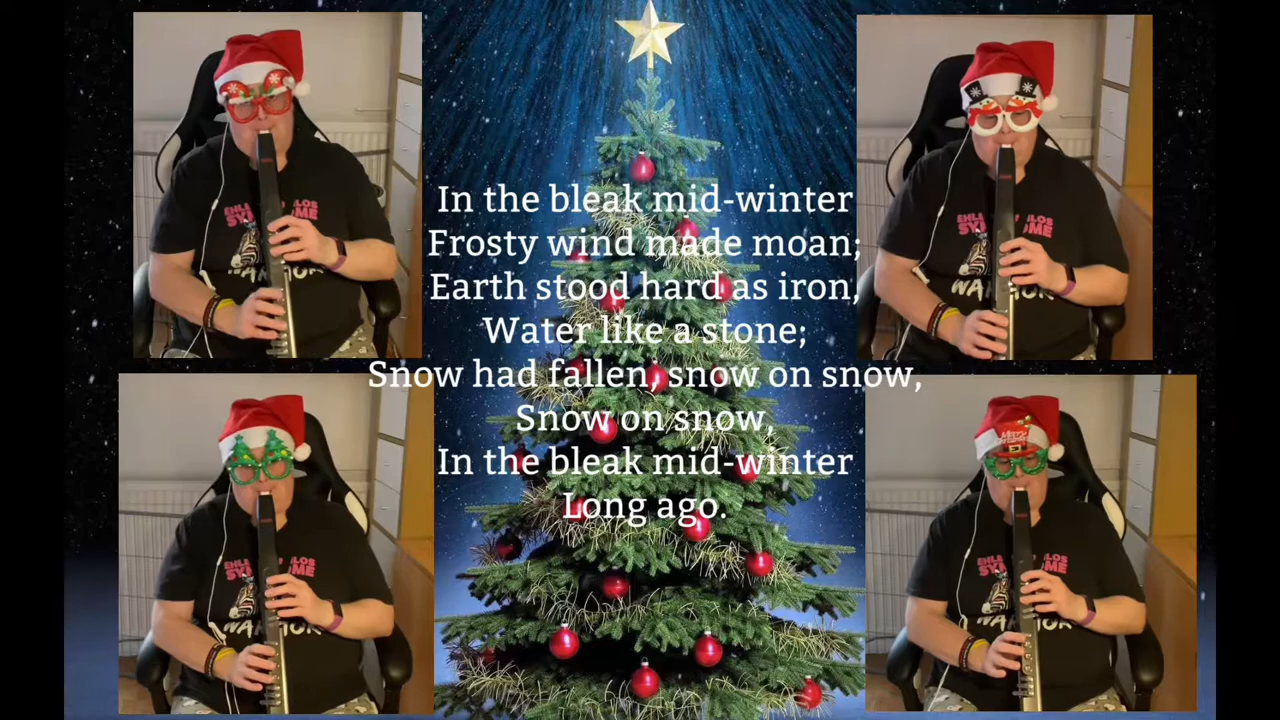 In the bleak mid-winter
Frosty wind made moan;
Earth stood hard as iron,
Water like a stone;
Snow had fallen, snow on snow,
Snow on snow,
In the bleak mid-winter
Long ago.